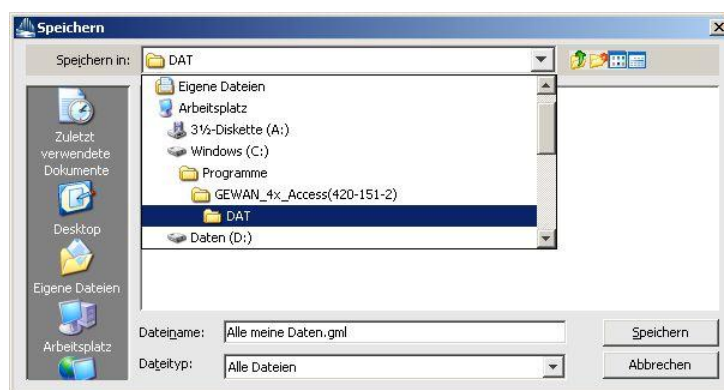 Speichern
Speichern in:
DAT
Eigene Dateien
Arbeitsplatz
3½-Diskette (A:)
Windows (C:)
Programme
GEWAN_4x_Access(420-151-2)
DAT
Daten (D:)
Zuletzt
verwendete
Dokumente
Desktop
Eigene Dateien
Arbeitsplatz
Dateiname:
Alle meine Daten.gml
Speichern
Dateityp:
Alle Dateien
Abbrechen